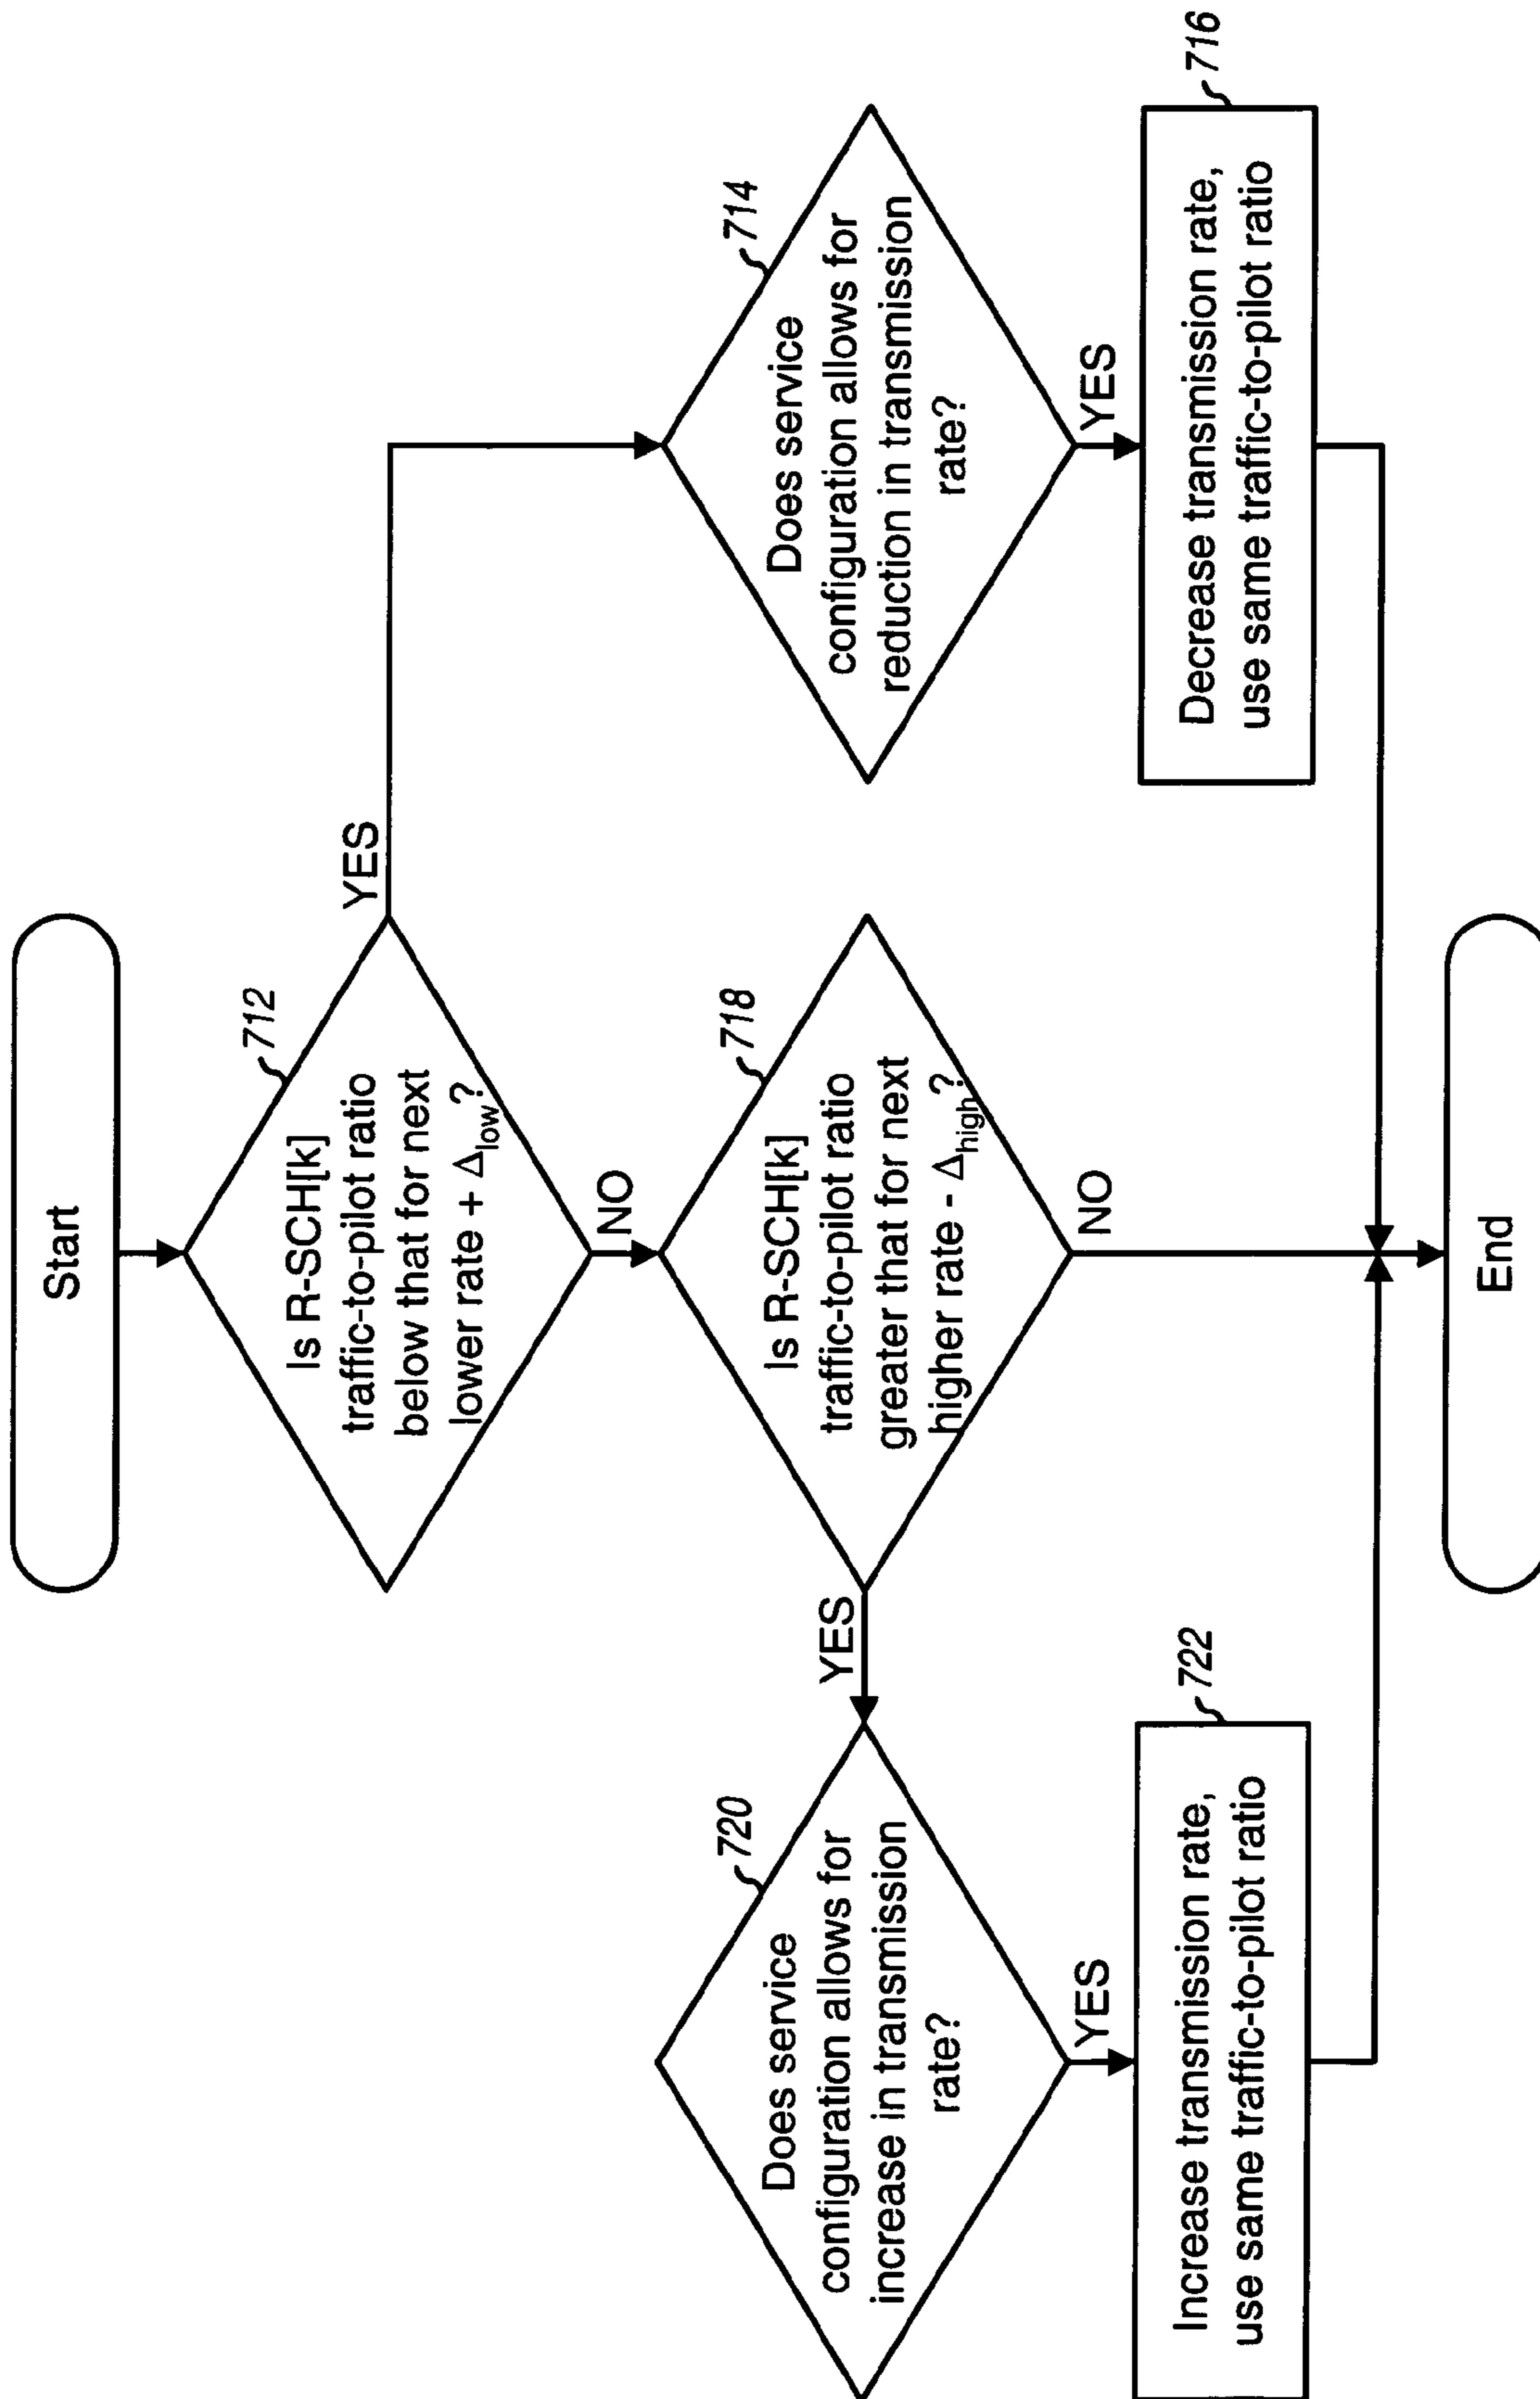 Start
712
Is R-SCH[k]
traffic-to-pilot ratio
below that for next
lower rate + Δlow?
YES
NO
714
Does service
configuration allows for
reduction in transmission
rate?
YES
716
Decrease transmission rate,
use same traffic-to-pilot ratio
718
Is R-SCH[k]
traffic-to-pilot ratio
greater that for next
higher rate - Δhigh?
YES
NO
720
Does service
configuration allows for
increase in transmission
rate?
YES
722
Increase transmission rate,
use same traffic-to-pilot ratio
End